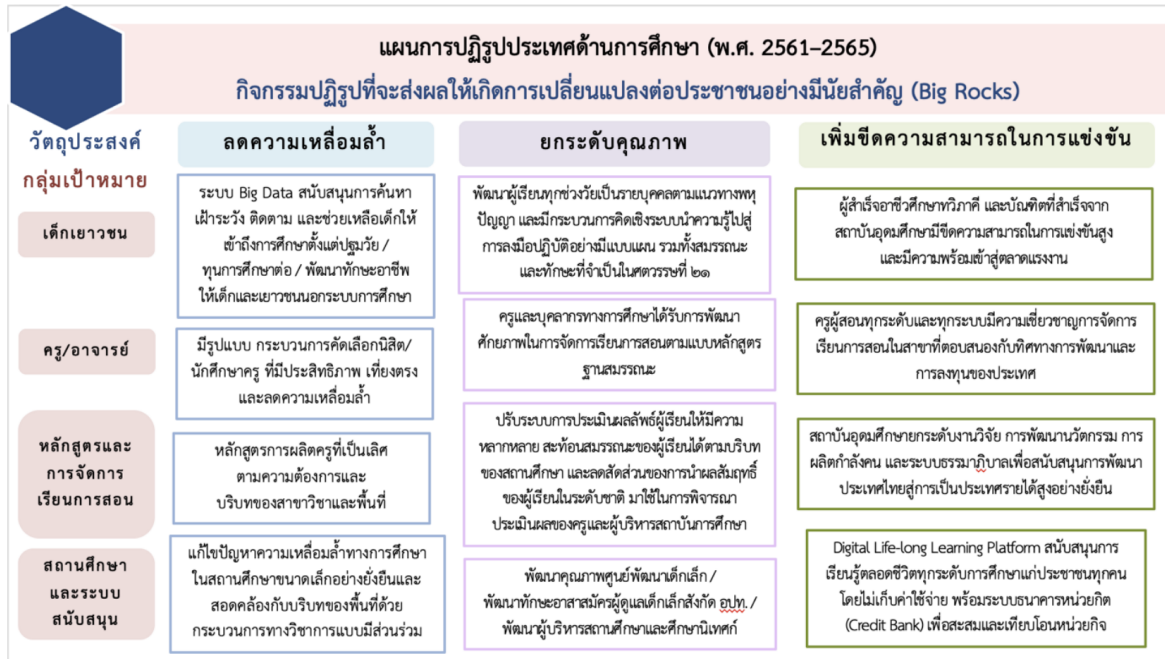 แผนการปฏิรูปประเทศด้านการศึกษา (พ.ศ. 2561–2565)
กิจกรรมปฏิรูปที่จะส่งผลให้เกิดการเปลี่ยนแปลงต่อประชาชนอย่างมีนัยสำคัญ (Big Rocks)
วัตถุประสงค์
กลุ่มเป้าหมาย
ลดความเหลื่อมล้ำ
ยกระดับคุณภาพ
เพิ่มขีดความสามารถในการแข่งขัน
เด็กเยาวชน
ระบบ Big Data สนับสนุนการค้นหา
เฝ้าระวัง ติดตาม และช่วยเหลือเด็กให้
เข้าถึงการศึกษาตั้งแต่ปฐมวัย /
ทุนการศึกษาต่อ / พัฒนาทักษะอาชีพ
ให้เด็กและเยาวชนนอกระบบการศึกษา
พัฒนาผู้เรียนทุกช่วงวัยเป็นรายบุคคลตามแนวทางพหุ
ปัญญา และมีกระบวนการคิดเชิงระบบนำความรู้ไปสู่
การลงมือปฏิบัติอย่างมีแบบแผน รวมทั้งสมรรถนะ
และทักษะที่จำเป็นในศตวรรษที่ ๒๑
ผู้สำเร็จอาชีวศึกษาทวิภาคี และบัณฑิตที่สำเร็จจาก
สถาบันอุดมศึกษามีขีดความสามารถในการแข่งขันสูง
และมีความพร้อมเข้าสู่ตลาดแรงงาน
ครู/อาจารย์
มีรูปแบบ กระบวนการคัดเลือกนิสิต/
นักศึกษาครู ที่มีประสิทธิภาพ เที่ยงตรง
และลดความเหลื่อมล้ำ
ครูและบุคลากรทางการศึกษาได้รับการพัฒนา
ศักยภาพในการจัดการเรียนการสอนตามแบบหลักสูตร
ฐานสมรรถนะ
ครูผู้สอนทุกระดับและทุกระบบมีความเชี่ยวชาญการจัดการ
เรียนการสอนในสาขาที่ตอบสนองกับทิศทางการพัฒนาและ
การลงทุนของประเทศ
หลักสูตรและ
การจัดการ
เรียนการสอน
หลักสูตรการผลิตครูที่เป็นเลิศ
ตามความต้องการและ
บริบทของสาขาวิชาและพื้นที่
ปรับระบบการประเมินผลลัพธ์ผู้เรียนให้มีความ
หลากหลาย สะท้อนสมรรถนะของผู้เรียนได้ตามบริบท
ของสถานศึกษา และลดสัดส่วนของการนำผลสัมฤทธิ์
ของผู้เรียนในระดับชาติ มาใช้ในการพิจารณา
ประเมินผลของครูและผู้บริหารสถาบันการศึกษา
สถาบันอุดมศึกษายกระดับงานวิจัย การพัฒนานวัตกรรม การ
ผลิตกำลังคน และระบบธรรมาภิบาลเพื่อสนับสนุนการพัฒนา
ประเทศไทยสู่การเป็นประเทศรายได้สูงอย่างยั่งยืน
สถานศึกษา
และระบบ
สนับสนุน
แก้ไขปัญหาความเหลื่อมล้ำทางการศึกษา
ในสถานศึกษาขนาดเล็กอย่างยั่งยืนและ
สอดคล้องกับบริบทของพื้นที่ด้วย
กระบวนการทางวิชาการแบบมีส่วนร่วม
พัฒนาคุณภาพศูนย์พัฒนาเด็กเล็ก /
พัฒนาทักษะอาสาสมัครผู้ดูแลเด็กเล็กสังกัด อปท. /
พัฒนาผู้บริหารสถานศึกษาและศึกษานิเทศก์
Digital Life-long Learning Platform สนับสนุนการ
เรียนรู้ตลอดชีวิตทุกระดับการศึกษาแก่ประชาชนทุกคน
โดยไม่เก็บค่าใช้จ่าย พร้อมระบบธนาคารหน่วยกิต
(Credit Bank) เพื่อสะสมและเทียบโอนหน่วยกิจ